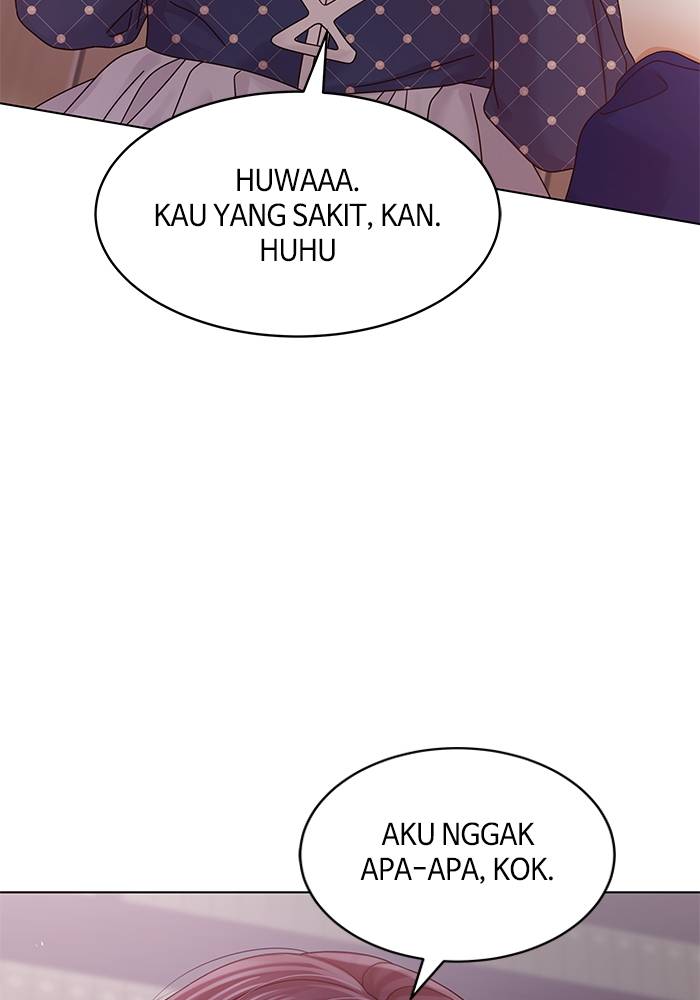 HUWAAA.
KAU YANG SAKIT, KAN.
HUHU
AKU NGGAK
APA-APA, KOK.